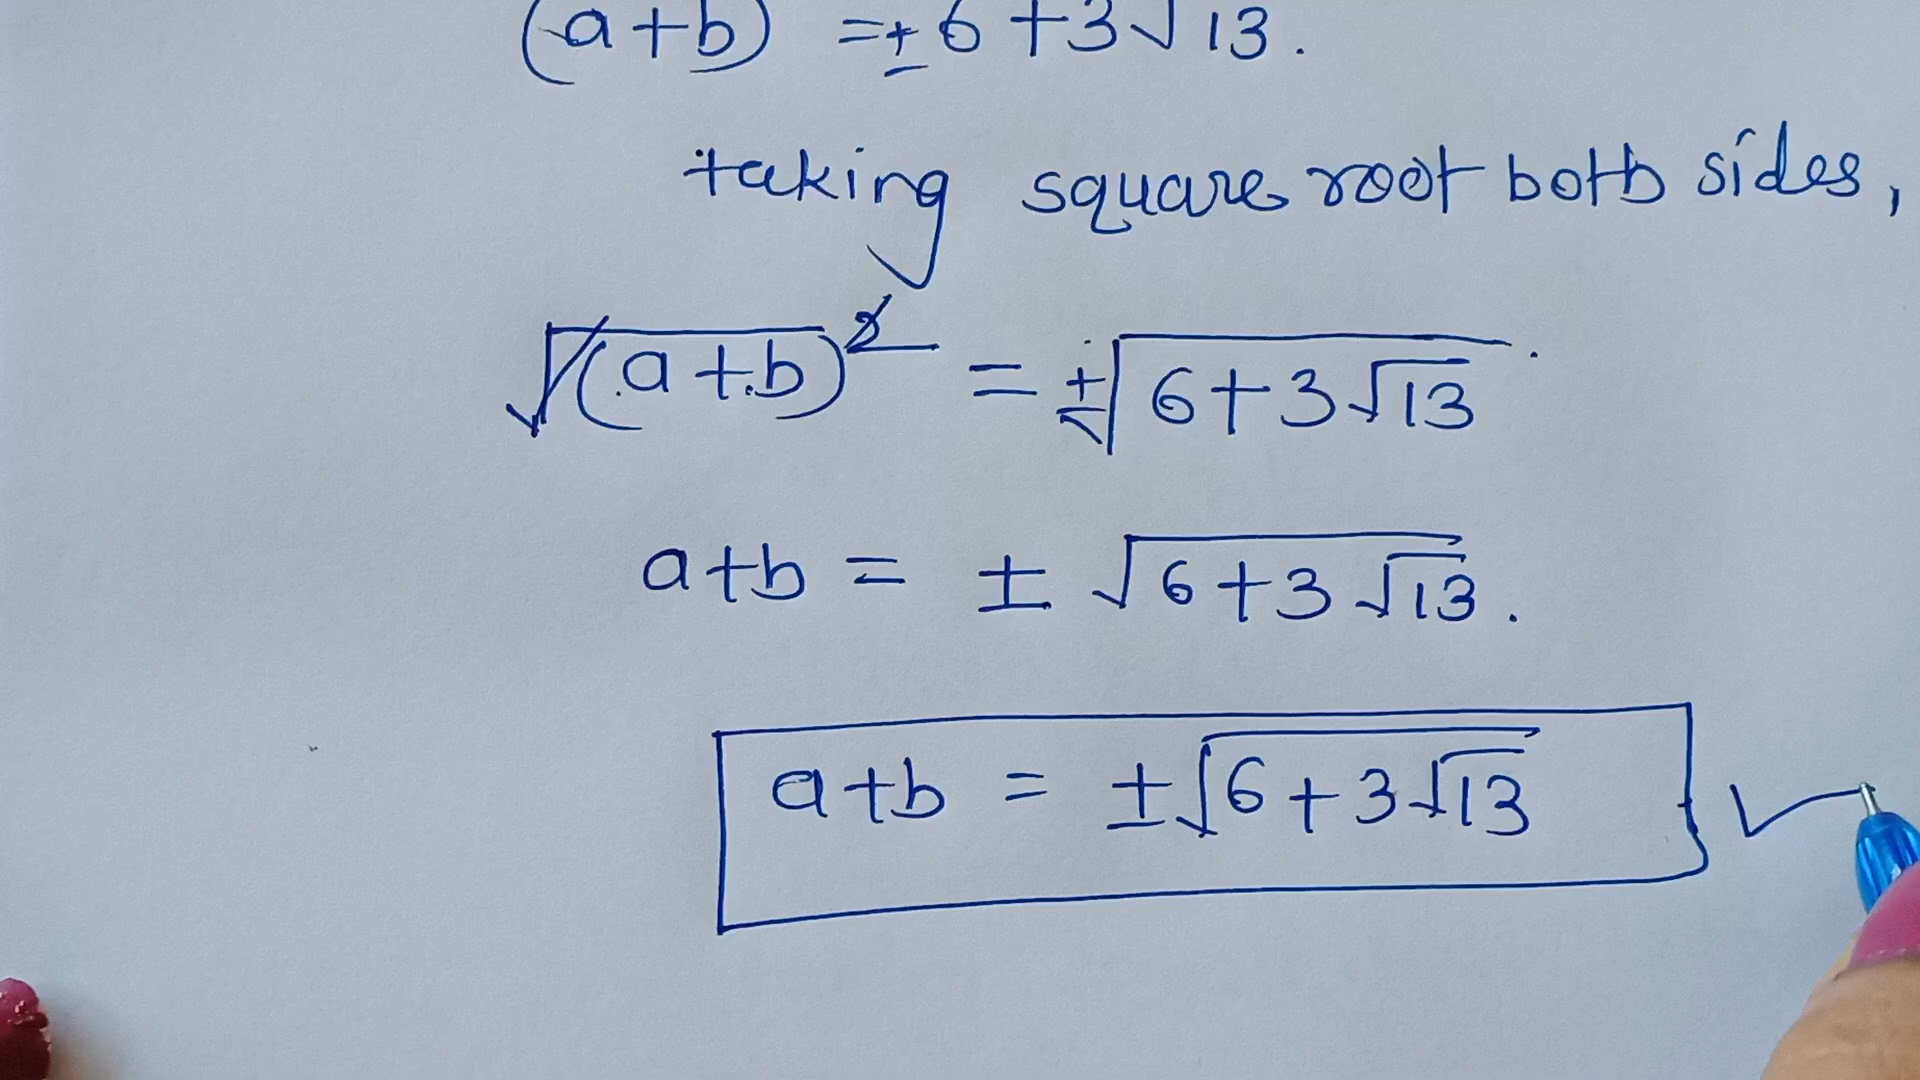 (a+b) =± 6+3√13.
taking square root both sides,
√(a+b)² = ±√6+3√13.
a+b = ± √6+3√13.
a+b = ±√6+3√13